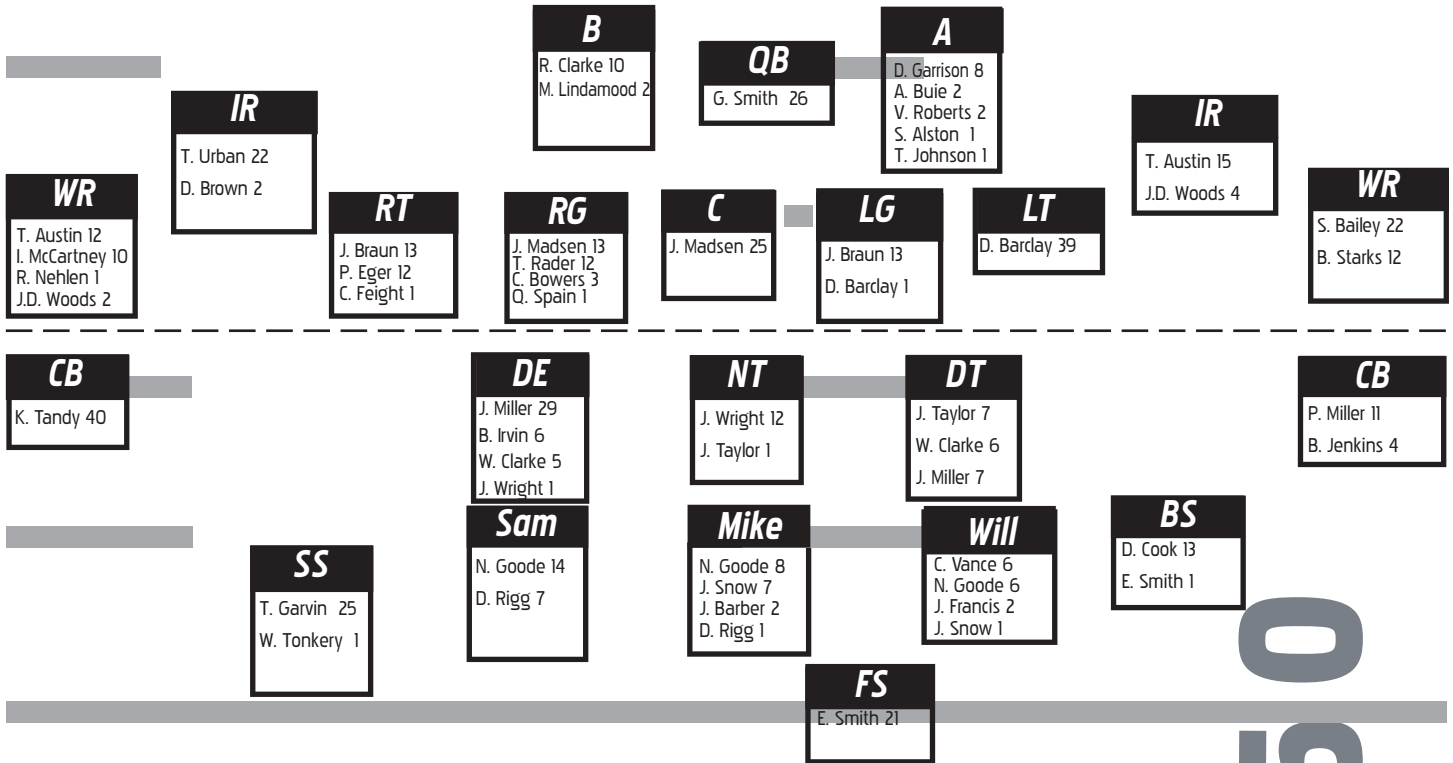 B
R. Clarke 10
M. Lindamood 2
QB
G. Smith 26
A
D. Garrison 8
A. Buie 2
V. Roberts 2
S. Alston 1
T. Johnson 1
IR
T. Urban 22
D. Brown 2
IR
T. Austin 15
J.D. Woods 4
WR
T. Austin 12
I. McCartney 10
R. Nehlen 1
J.D. Woods 2
RT
J. Braun 13
P. Eger 12
C. Feight 1
RG
J. Madsen 13
T. Rader 12
C. Bowers 3
Q. Spain 1
C
J. Madsen 25
LG
J. Braun 13
D. Barclay 1
LT
D. Barclay 39
WR
S. Bailey 22
B. Starks 12
CB
K. Tandy 40
DE
J. Miller 29
B. Irvin 6
W. Clarke 5
J. Wright 1
NT
J. Wright 12
J. Taylor 1
DT
J. Taylor 7
W. Clarke 6
J. Miller 7
CB
P. Miller 11
B. Jenkins 4
SS
T. Garvin 25
W. Tonkery 1
Sam
N. Goode 14
D. Rigg 7
Mike
N. Goode 8
J. Snow 7
J. Barber 2
D. Rigg 1
Will
C. Vance 6
N. Goode 6
J. Francis 2
J. Snow 1
BS
D. Cook 13
E. Smith 1
FS
E. Smith 21